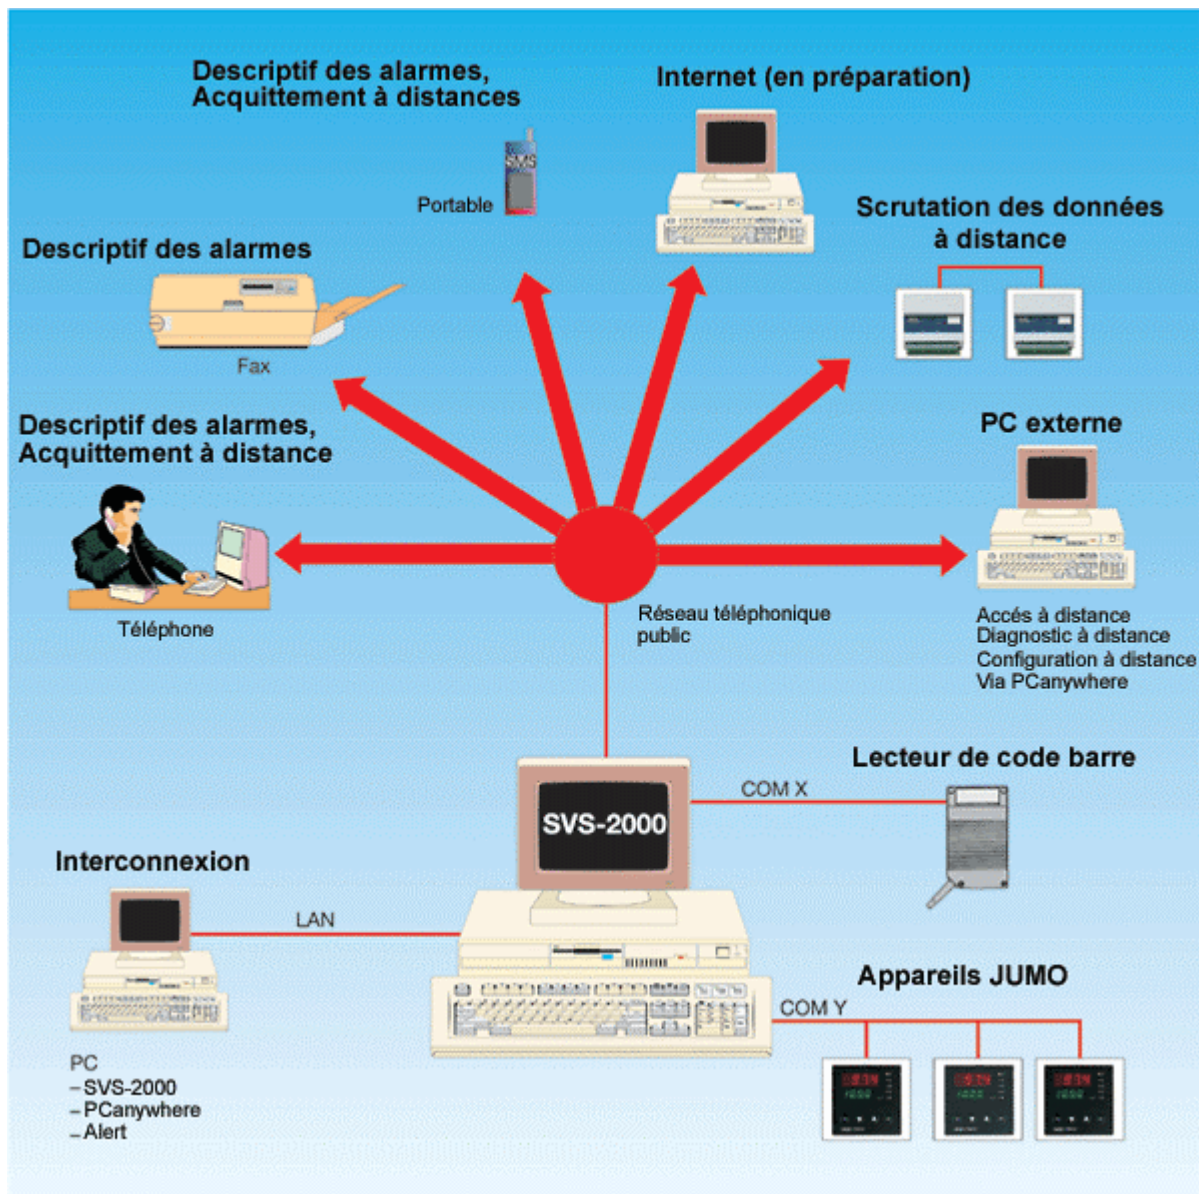 Descriptif des alarmes,
Acquittement à distances
SMS
Portable
Internet (en préparation)
Scrutation des données
à distance
Descriptif des alarmes
Fax
Descriptif des alarmes,
Acquittement à distance
Téléphone
PC externe
Accés à distance
Diagnostic à distance
Configuration à distance
Via PCanywhere
Réseau téléphonique
public
SVS-2000
COM X
Lecteur de code barre
Interconnexion
LAN
PC
– SVS-2000
– PCanywhere
– Alert
COM Y
Appareils JUMO